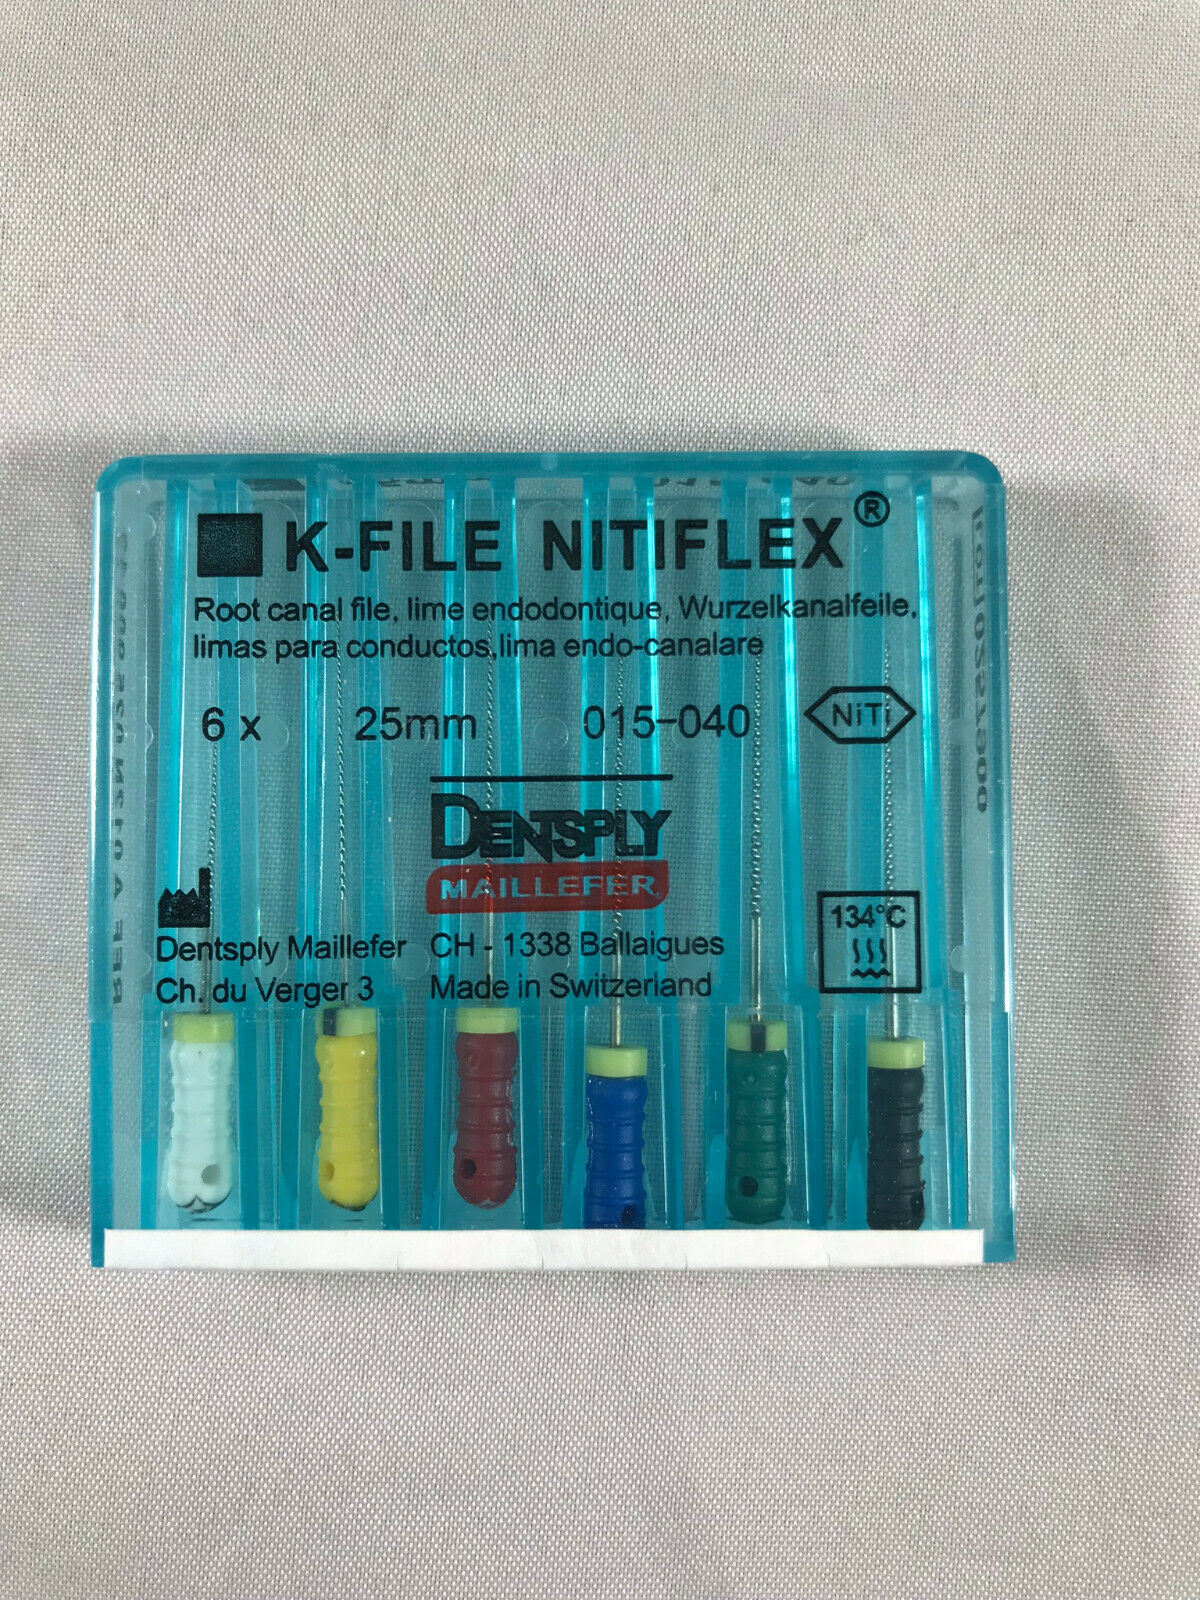 K-FILE NITIFLEX®
Root canal file, lime endodontique, Wurzelkanalfeile,
limas para conductos,lima endo-canalare
6 x 25mm 015-040 NiTi
DENTSPLY
MAILLEFER
134°C
Dentsply Maillefer CH - 1338 Ballaigues
Ch. du Verger 3 Made in Switzerland